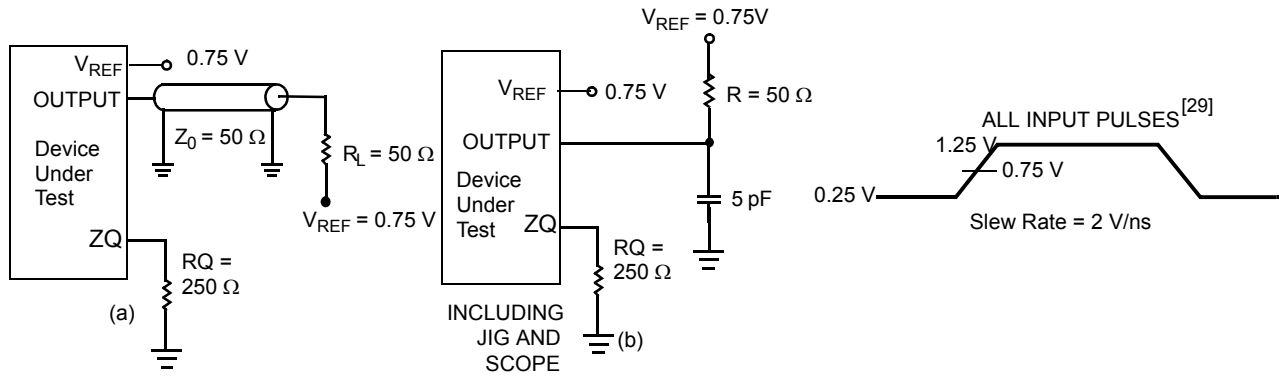 V_REF 0.75 V
OUTPUT
Z_0 = 50 Ω
Device
Under
Test
R_L = 50 Ω
V_REF = 0.75 V
ZQ
RQ =
250 Ω
(a)
V_REF = 0.75V
V_REF 0.75 V
R = 50 Ω
OUTPUT
Device
Under
Test
5 pF
ZQ
RQ =
250 Ω
INCLUDING
JIG AND
SCOPE
(b)
ALL INPUT PULSES[29]
1.25 V
0.75 V
0.25 V
Slew Rate = 2 V/ns